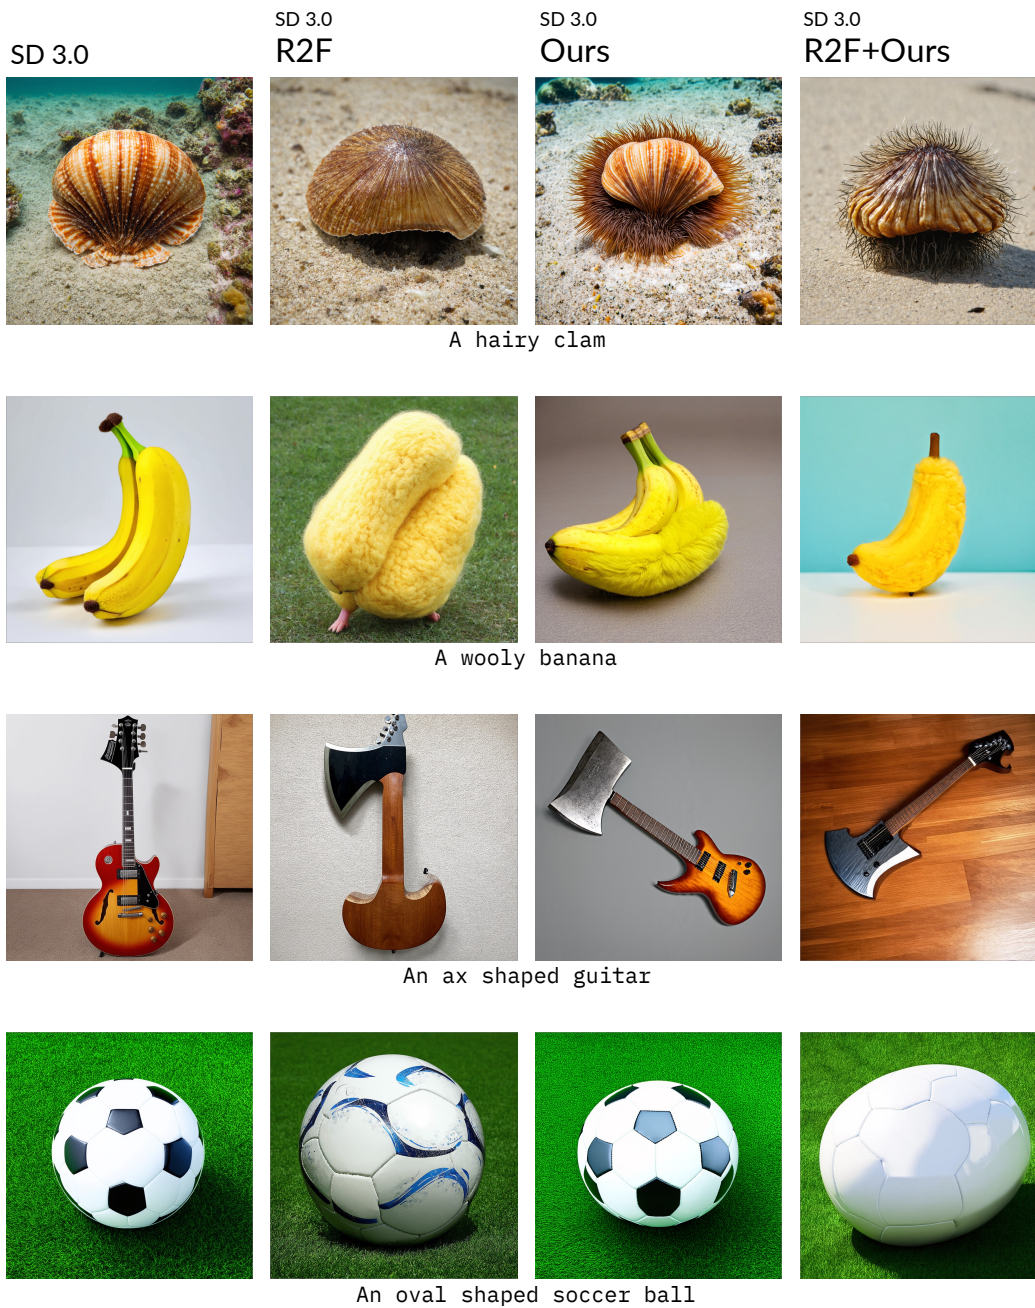 SD 3.0
SD 3.0
R2F
SD 3.0
Ours
SD 3.0
R2F+Ours
A hairy clam
A wooly banana
An ax shaped guitar
An oval shaped soccer ball